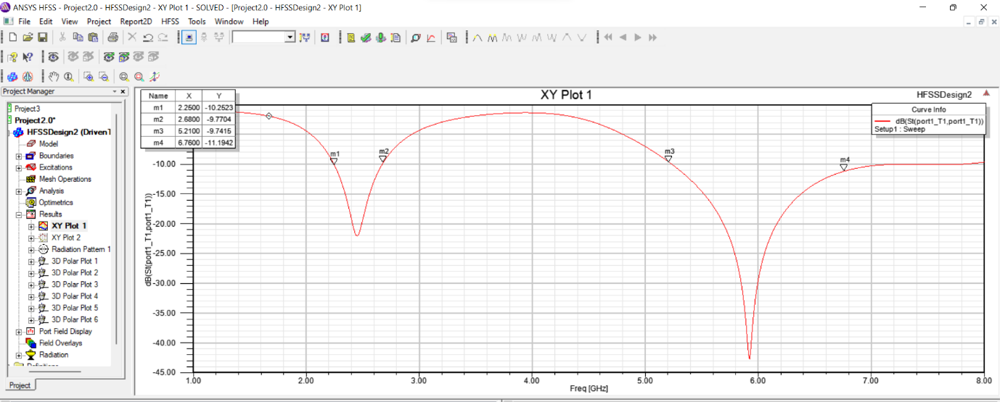 ANSYS HFSS - Project2.0 - HFSSDesign2 - XY Plot 1 - SOLVED - [Project2.0 - HFSSDesign2 - XY Plot 1]
File Edit View Project Report2D HFSS Tools Window Help
Project Manager
Project3
Project2.0*
HFSSDesign2 (DrivenT
Model
Boundaries
Excitations
Mesh Operations
Analysis
Optimetrics
Results
XY Plot 1
XY Plot 2
Radiation Pattern 1
3D Polar Plot 1
3D Polar Plot 2
3D Polar Plot 3
3D Polar Plot 4
3D Polar Plot 5
3D Polar Plot 6
Port Field Display
Field Overlays
Radiation
Project
Name X Y
m1 2.2500 -10.2523
m2 2.6800 -9.7704
m3 5.2100 -9.7415
m4 6.7600 -11.1942
XY Plot 1
HFSSDesign2
Curve Info
dB(St(port1_T1,port1_T1))
Setup1 : Sweep
m1
m2
m3
m4
dB(St(port1_T1,port1_T1))
-10.00
-15.00
-20.00
-25.00
-30.00
-35.00
-40.00
-45.00
1.00 2.00 3.00 4.00 5.00 6.00 7.00 8.00
Freq [GHz]